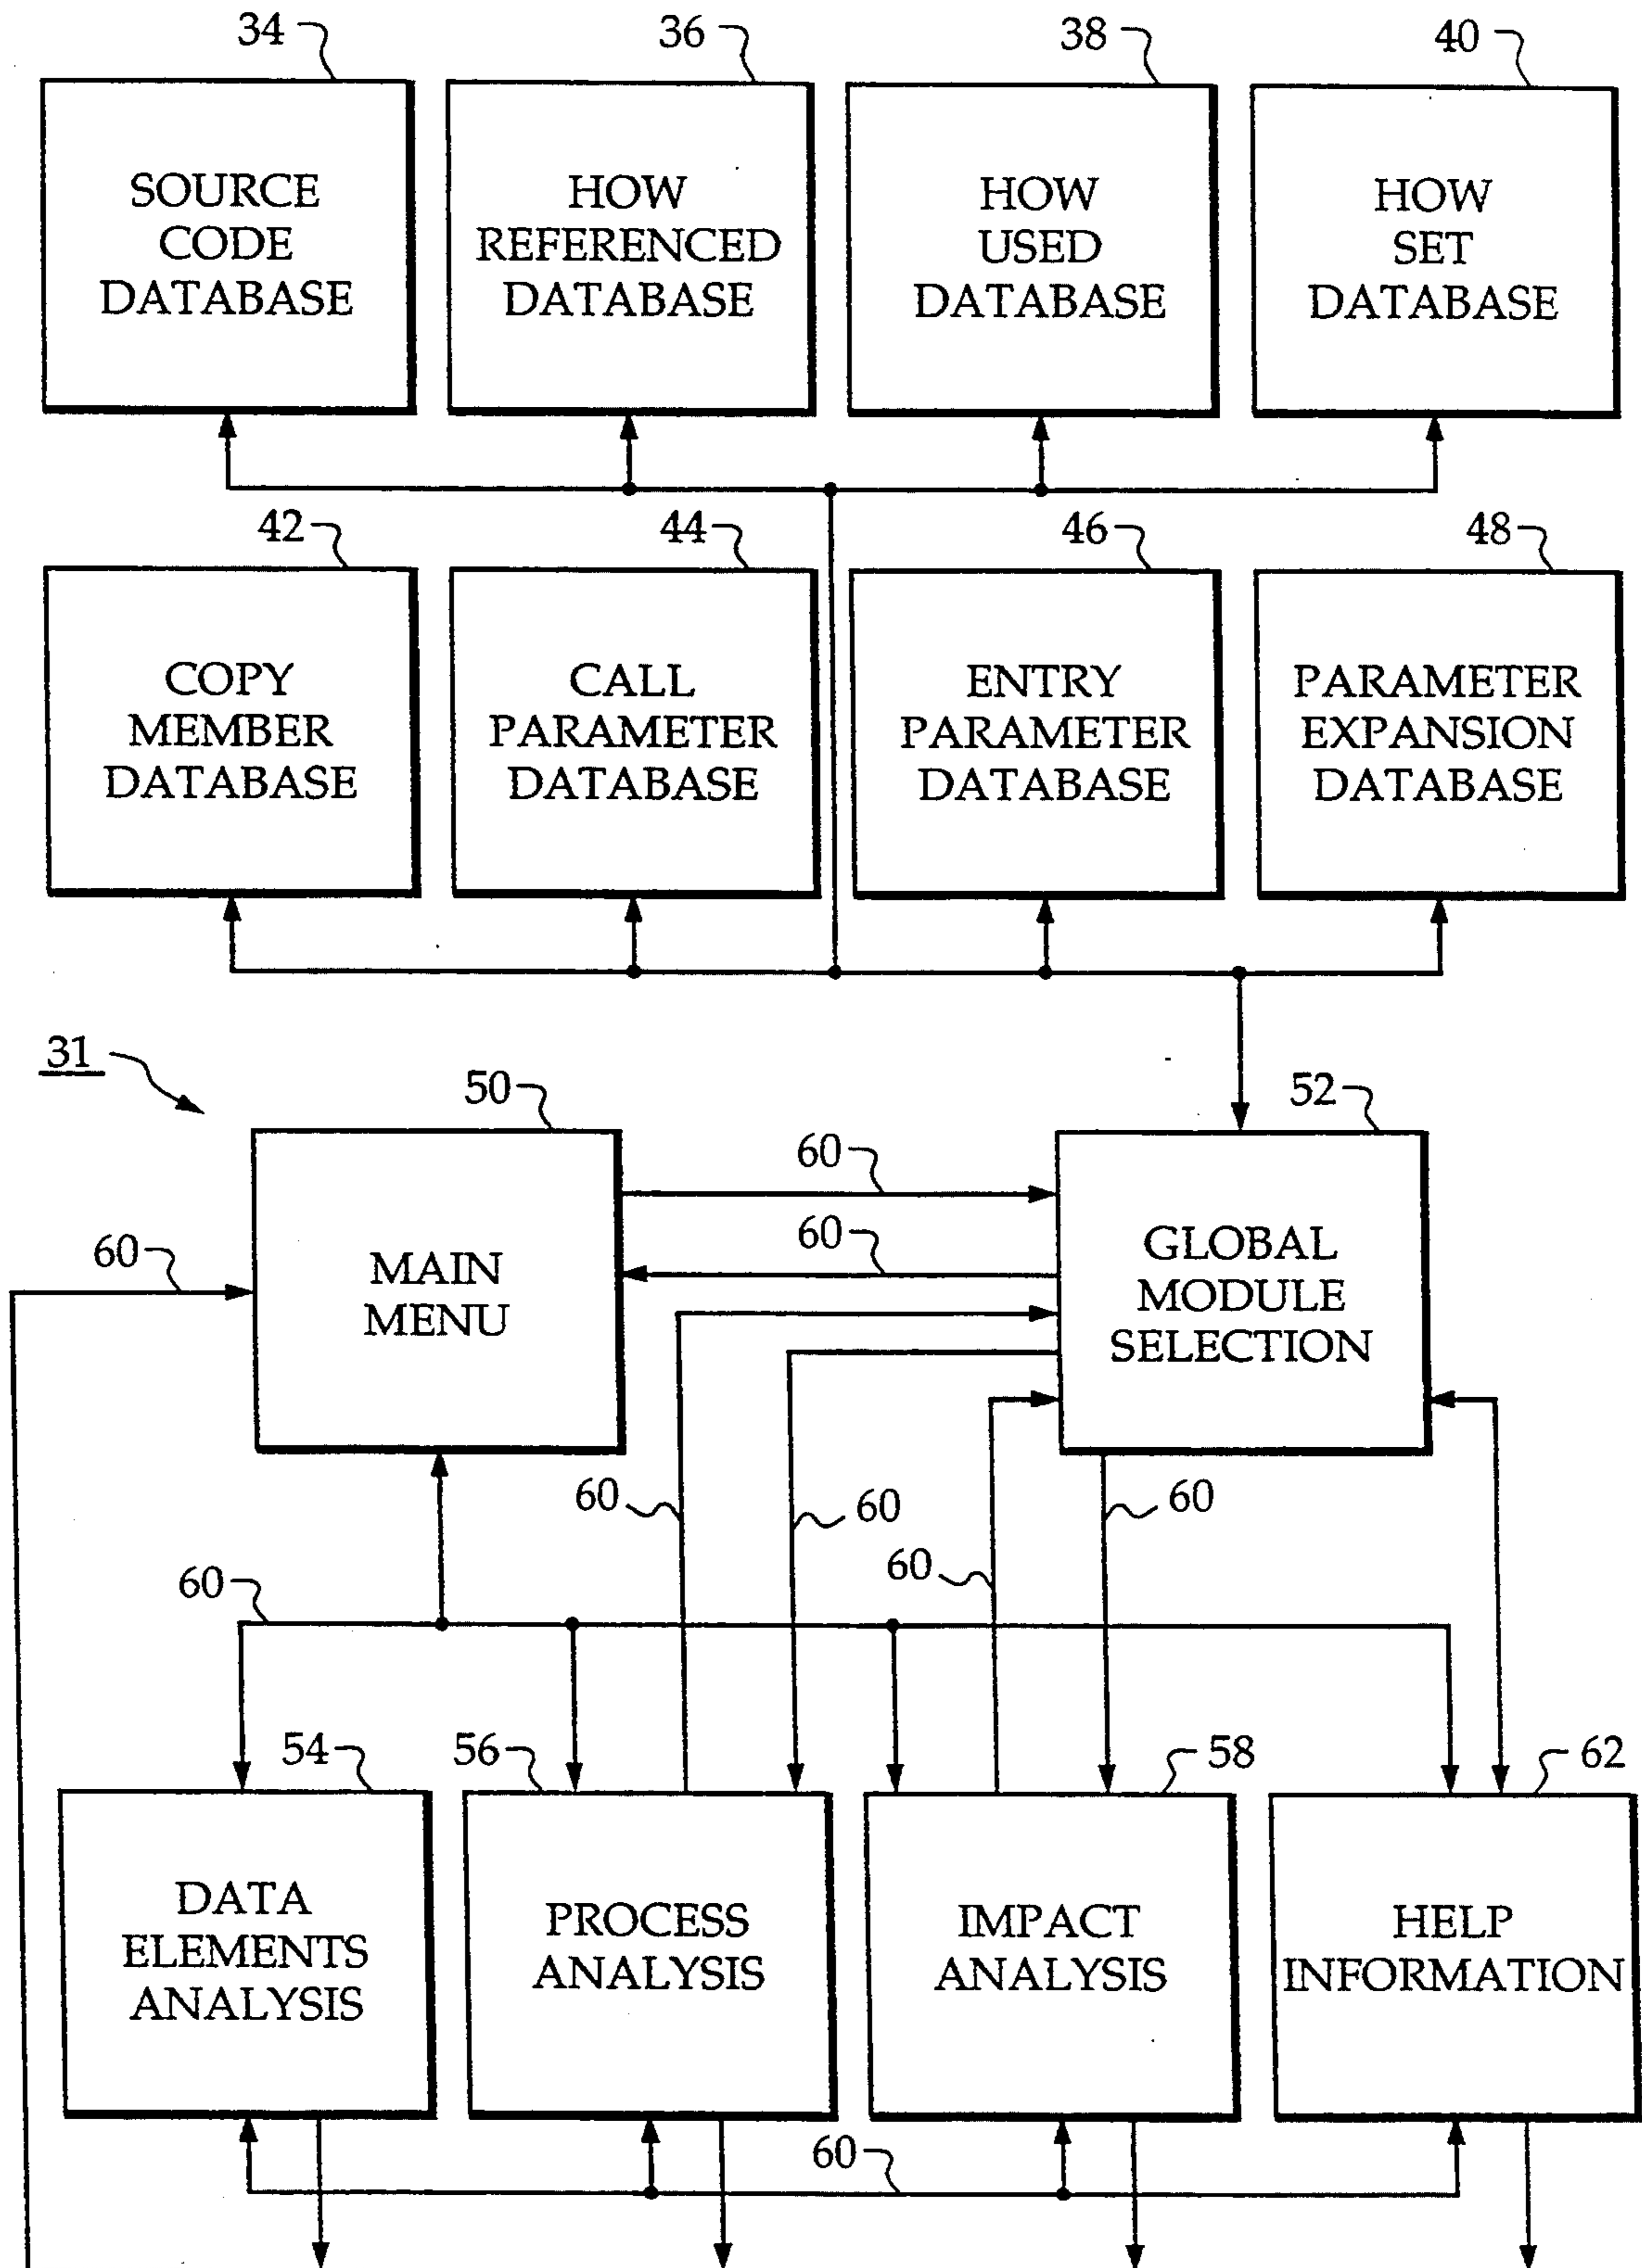 34
36
38
40
SOURCE
CODE
DATABASE
HOW
REFERENCED
DATABASE
HOW
USED
DATABASE
HOW
SET
DATABASE
42
44
46
48
COPY
MEMBER
DATABASE
CALL
PARAMETER
DATABASE
ENTRY
PARAMETER
DATABASE
PARAMETER
EXPANSION
DATABASE
31
50
52
60
60
60
MAIN
MENU
GLOBAL
MODULE
SELECTION
60
60
60
60
60
54
56
58
62
DATA
ELEMENTS
ANALYSIS
PROCESS
ANALYSIS
IMPACT
ANALYSIS
HELP
INFORMATION
60